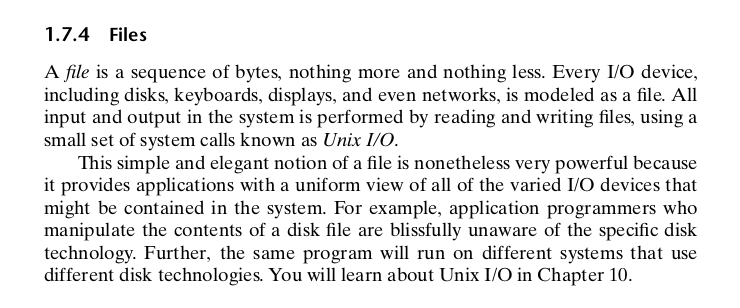 1.7.4 Files
A file is a sequence of bytes, nothing more and nothing less. Every I/O device,
including disks, keyboards, displays, and even networks, is modeled as a file. All
input and output in the system is performed by reading and writing files, using a
small set of system calls known as Unix I/O.
This simple and elegant notion of a file is nonetheless very powerful because
it provides applications with a uniform view of all of the varied I/O devices that
might be contained in the system. For example, application programmers who
manipulate the contents of a disk file are blissfully unaware of the specific disk
technology. Further, the same program will run on different systems that use
different disk technologies. You will learn about Unix I/O in Chapter 10.